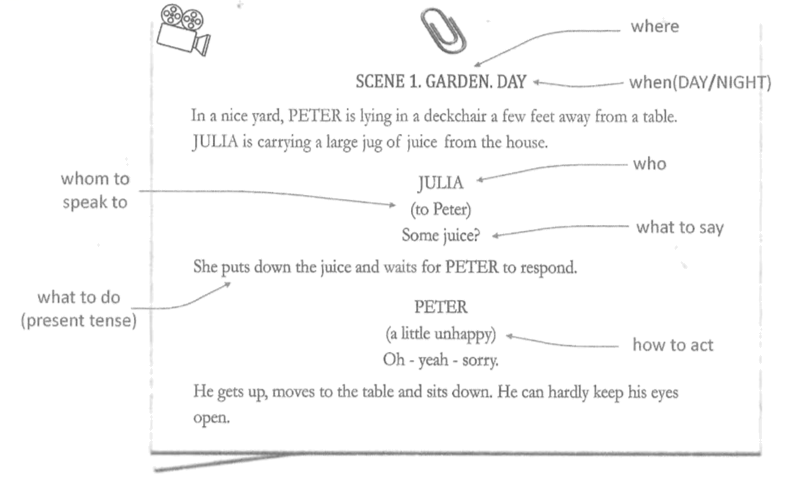 where
SCENE 1. GARDEN. DAY
when(DAY/NIGHT)
In a nice yard, PETER is lying in a deckchair a few feet away from a table.
JULIA is carrying a large jug of juice from the house.
who
whom to
speak to
JULIA
(to Peter)
Some juice?
what to say
She puts down the juice and waits for PETER to respond.
what to do
(present tense)
PETER
(a little unhappy)
how to act
Oh - yeah - sorry.
He gets up, moves to the table and sits down. He can hardly keep his eyes
open.